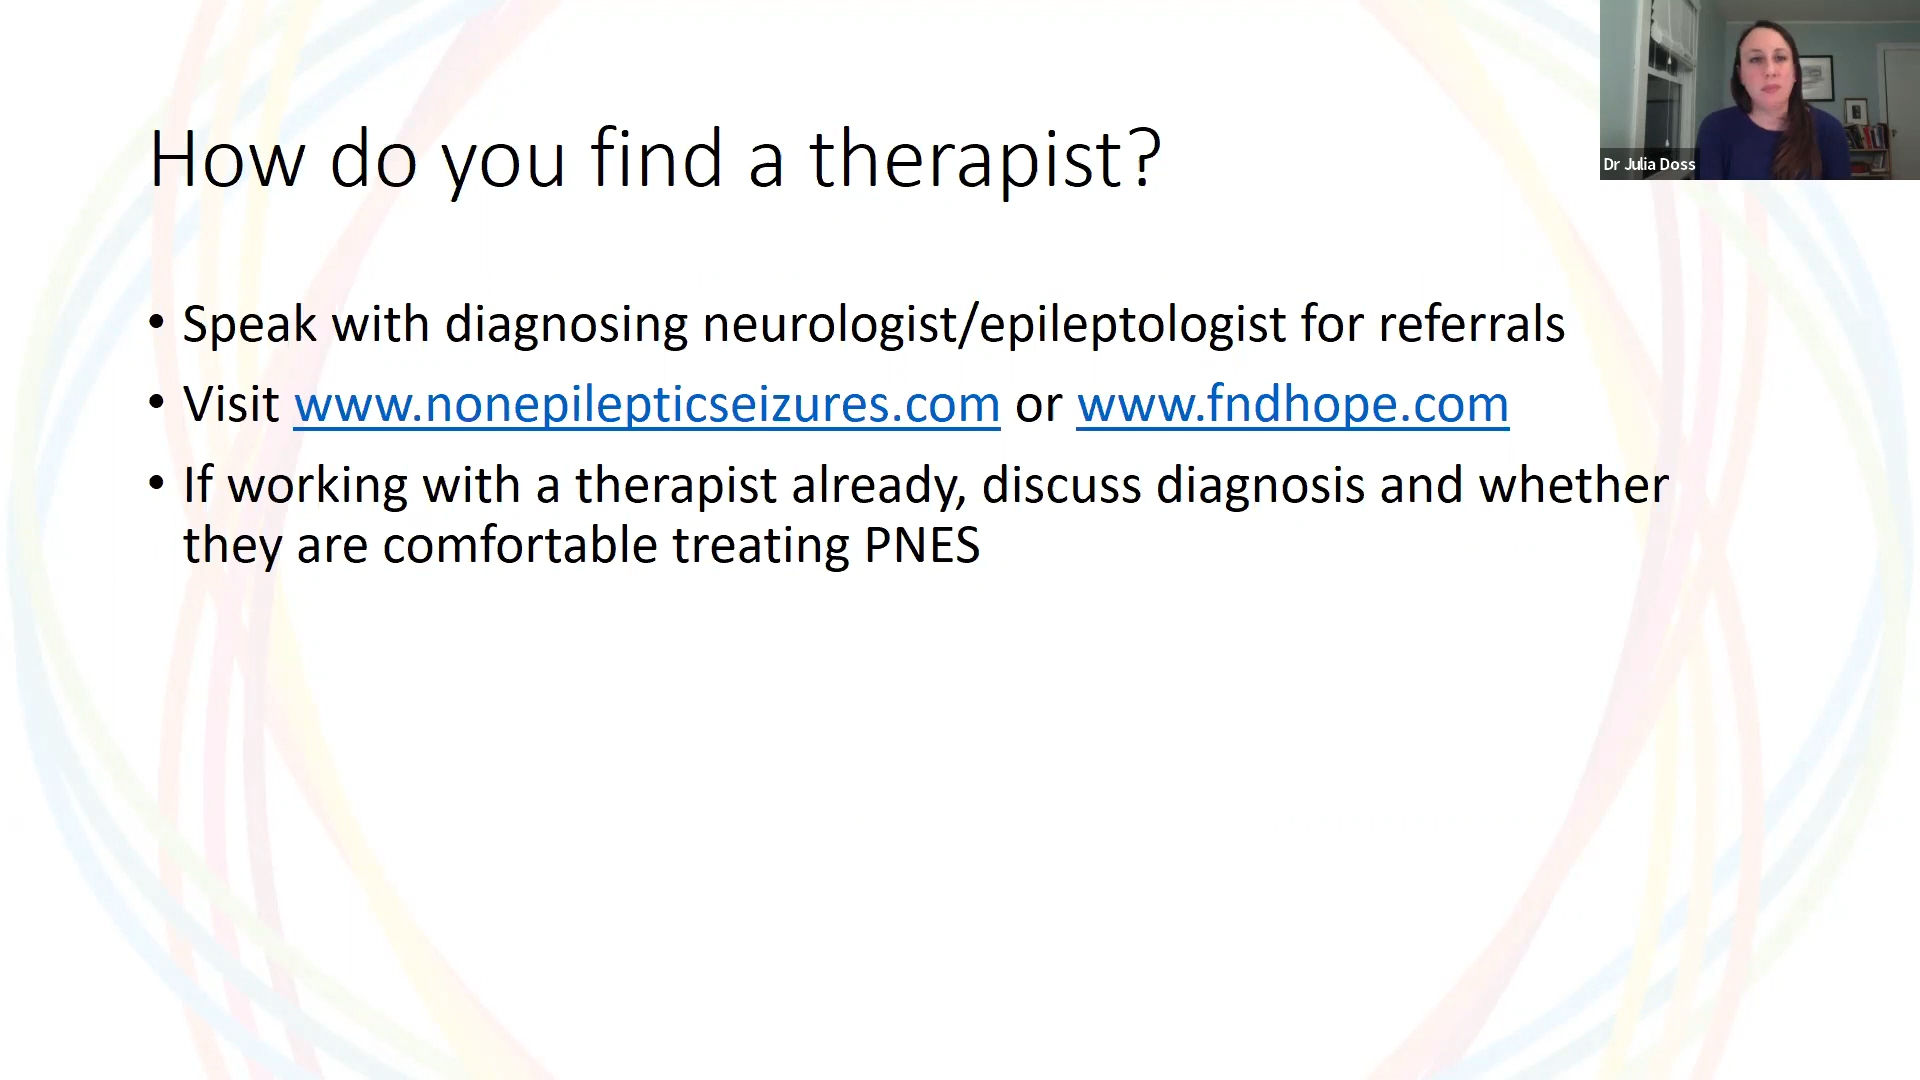 How do you find a therapist?
• Speak with diagnosing neurologist/epileptologist for referrals
• Visit www.nonepilepticseizures.com or www.fndhope.com
• If working with a therapist already, discuss diagnosis and whether
they are comfortable treating PNES
Dr Julia Doss